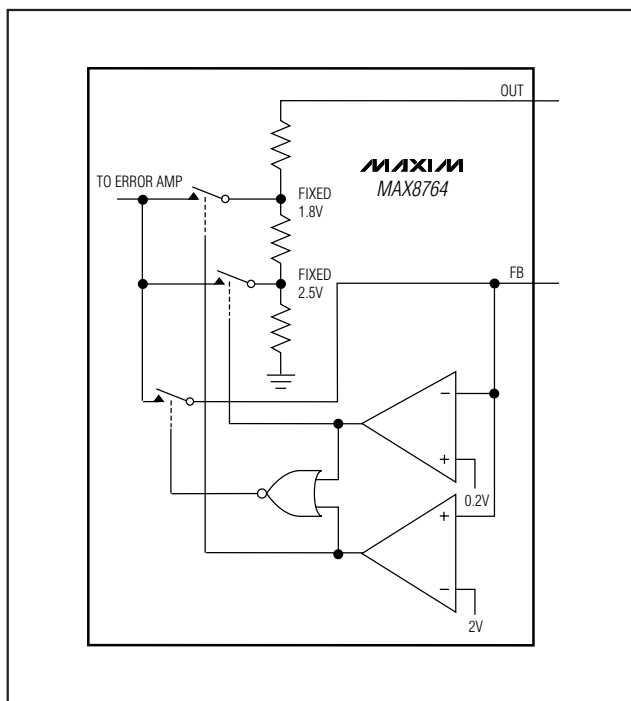 OUT
MAXIM
MAX8764
TO ERROR AMP
FIXED
1.8V
FIXED
2.5V
FB
−
+
0.2V
+
−
2V